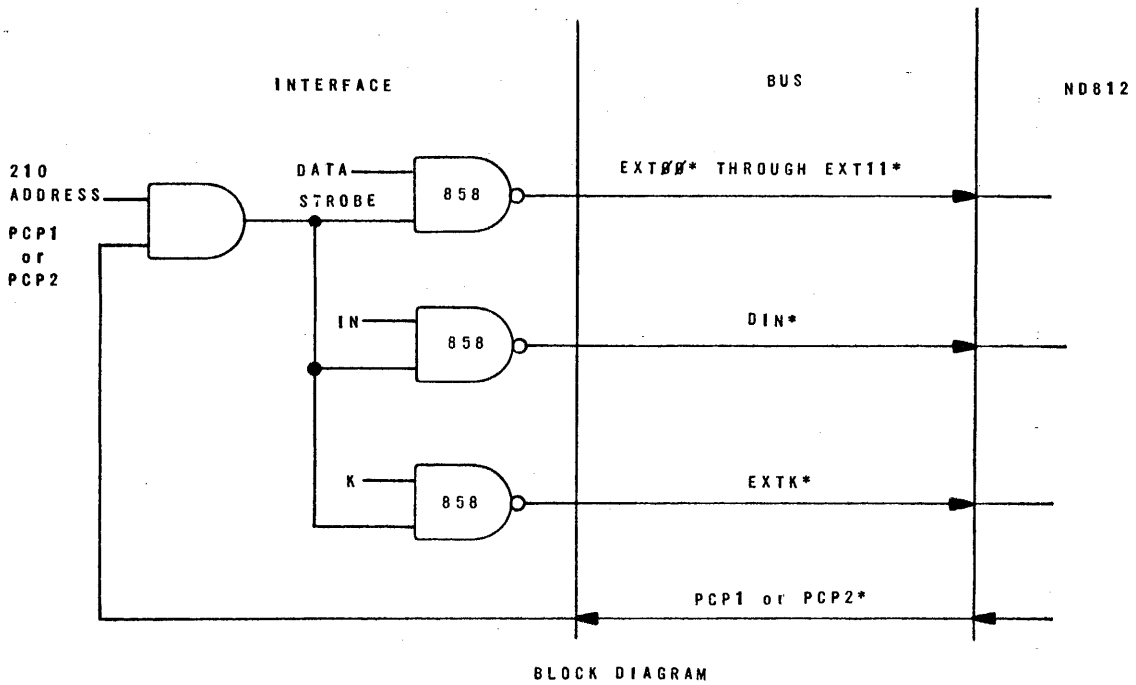 INTERFACE
BUS
ND812
210
ADDRESS
PCP1
or
PCP2
DATA
STROBE
858
EXTØØ* THROUGH EXT11*
IN
858
DIN*
K
858
EXTK*
PCP1 or PCP2*
BLOCK DIAGRAM